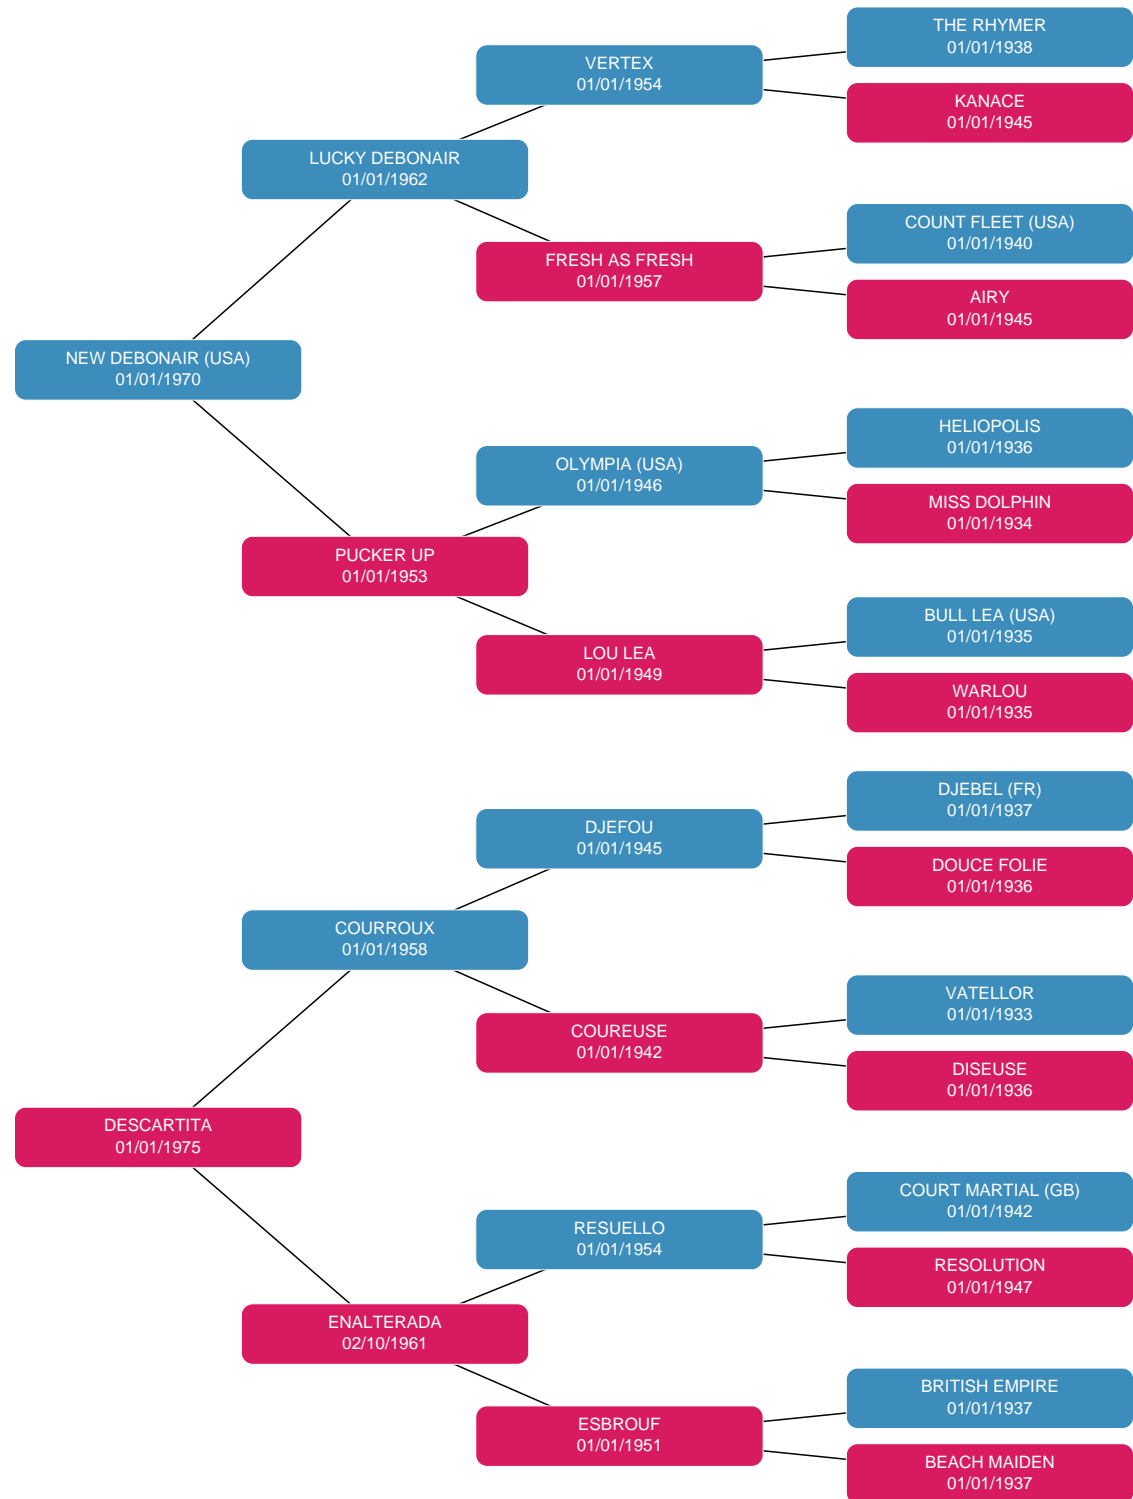 THE RHYMER
01/01/1938
VERTEX
01/01/1954
KANACE
01/01/1945
LUCKY DEBONAIR
01/01/1962
COUNT FLEET (USA)
01/01/1940
FRESH AS FRESH
01/01/1957
AIRY
01/01/1945
NEW DEBONAIR (USA)
01/01/1970
HELIOPOLIS
01/01/1936
OLYMPIA (USA)
01/01/1946
MISS DOLPHIN
01/01/1934
PUCKER UP
01/01/1953
BULL LEA (USA)
01/01/1935
LOU LEA
01/01/1949
WARLOU
01/01/1935
DJEBEL (FR)
01/01/1937
DJEFOU
01/01/1945
DOUCE FOLIE
01/01/1936
COURROUX
01/01/1958
VATELLOR
01/01/1933
COUREUSE
01/01/1942
DISEUSE
01/01/1936
DESCARTITA
01/01/1975
COURT MARTIAL (GB)
01/01/1942
RESUELLO
01/01/1954
RESOLUTION
01/01/1947
ENALTERADA
02/10/1961
BRITISH EMPIRE
01/01/1937
ESBROUF
01/01/1951
BEACH MAIDEN
01/01/1937